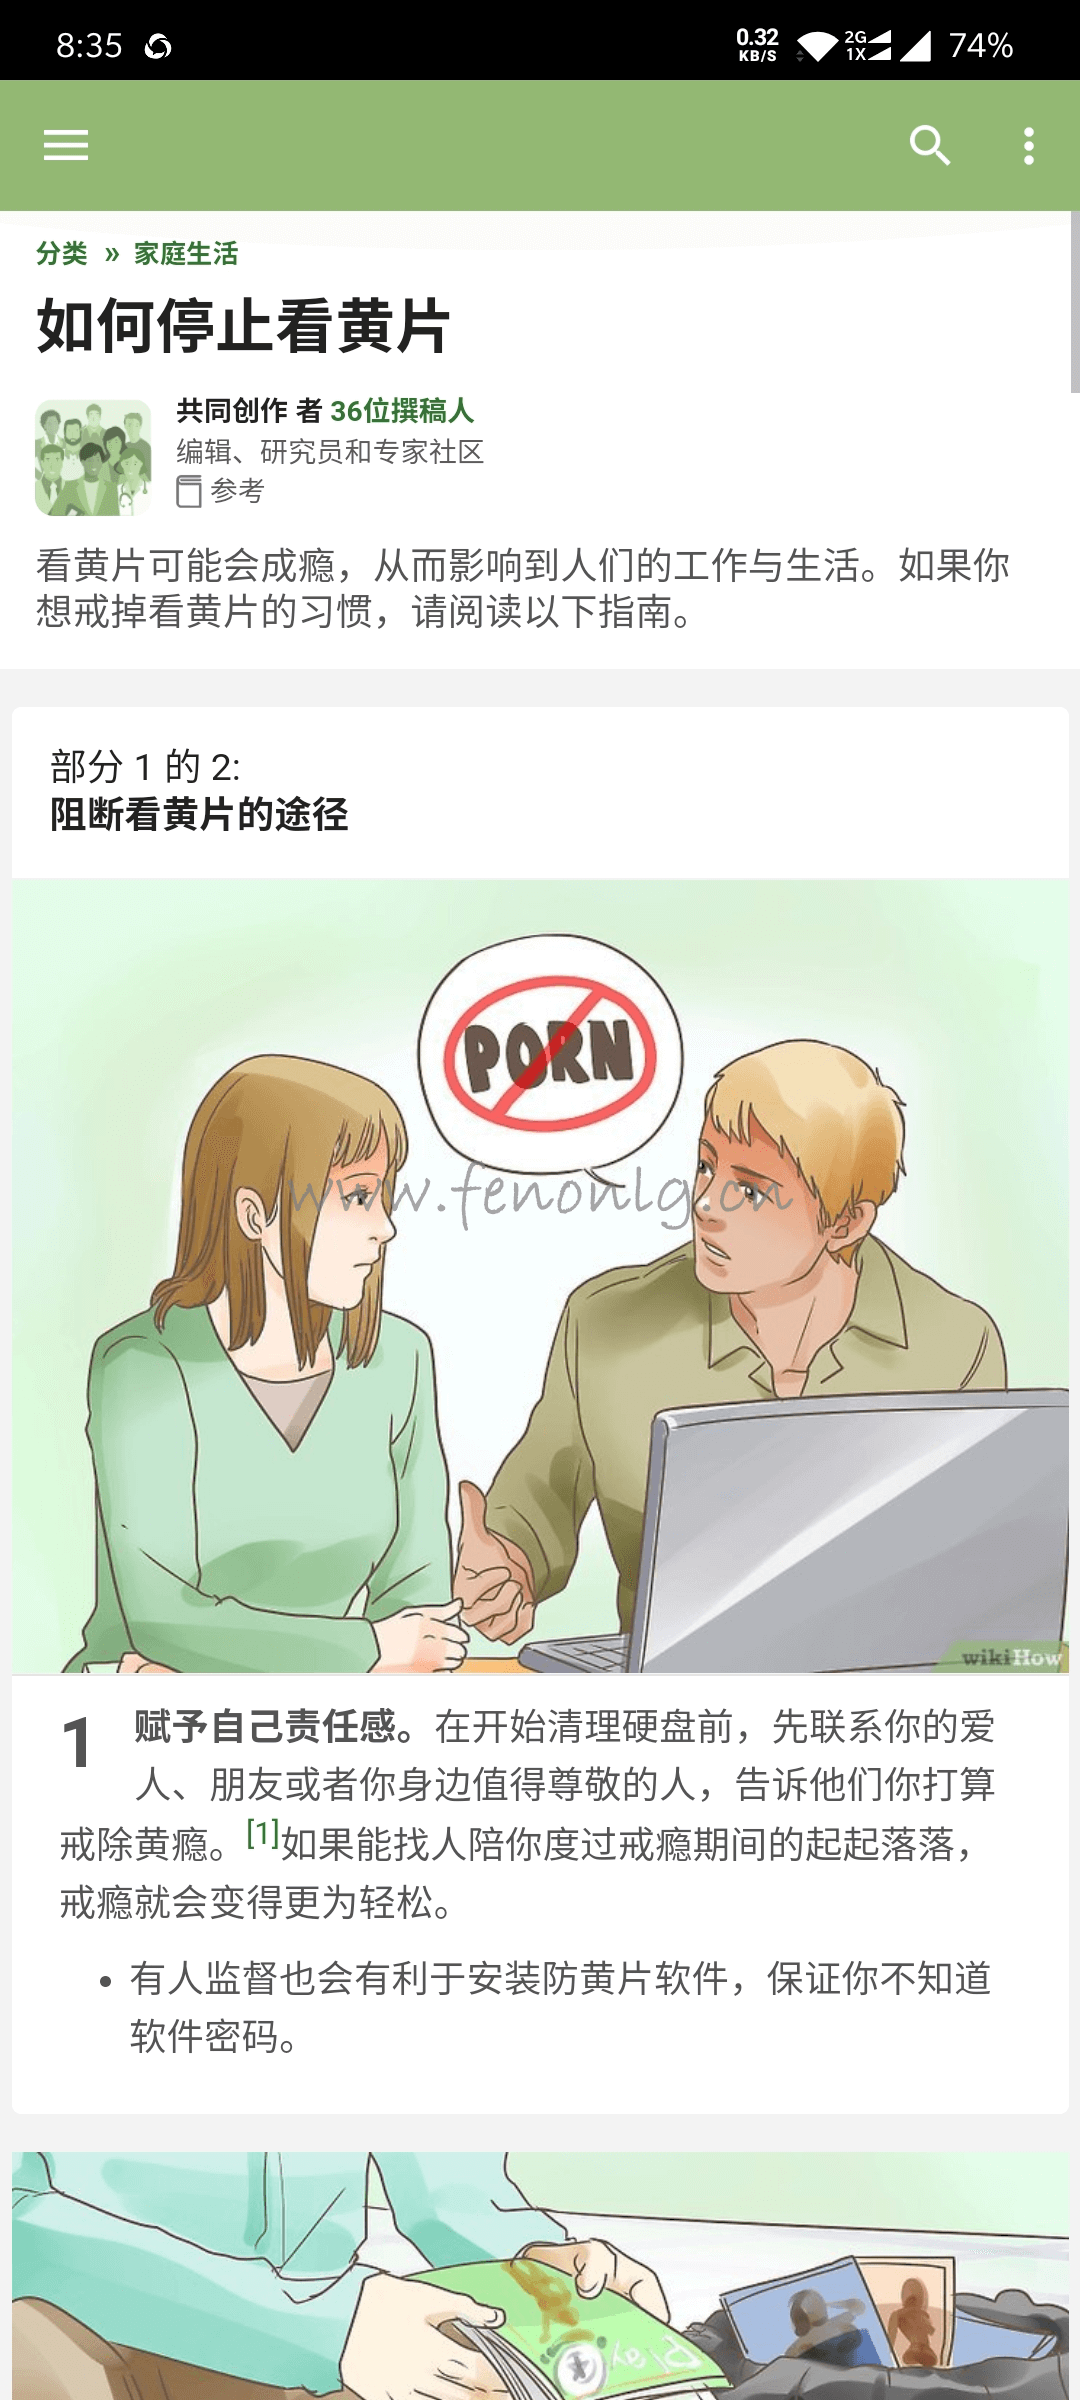 8:35
0.32 KB/S 2G 1X 74%
分类 » 家庭生活
如何停止看黄片
共同创作 者 36位撰稿人
编辑、研究员和专家社区
参考
看黄片可能会成瘾，从而影响到人们的工作与生活。如果你
想戒掉看黄片的习惯，请阅读以下指南。
部分 1 的 2:
阻断看黄片的途径
PORN
www.fenonlg.cn
wikiHow
1 赋予自己责任感。在开始清理硬盘前，先联系你的爱
人、朋友或者你身边值得尊敬的人，告诉他们你打算
戒除黄瘾。[1]如果能找人陪你度过戒瘾期间的起起落落，
戒瘾就会变得更为轻松。
• 有人监督也会有利于安装防黄片软件，保证你不知道
软件密码。